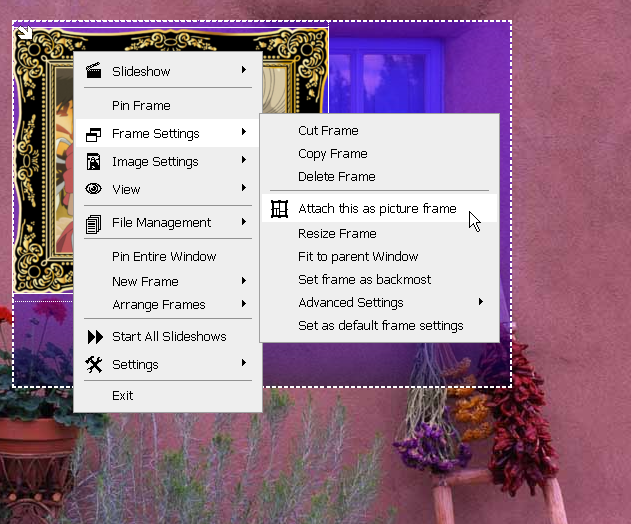 Slideshow
Pin Frame
Frame Settings
Image Settings
View
File Management
Pin Entire Window
New Frame
Arrange Frames
Start All Slideshows
Settings
Exit
Cut Frame
Copy Frame
Delete Frame
Attach this as picture frame
Resize Frame
Fit to parent Window
Set frame as backmost
Advanced Settings
Set as default frame settings